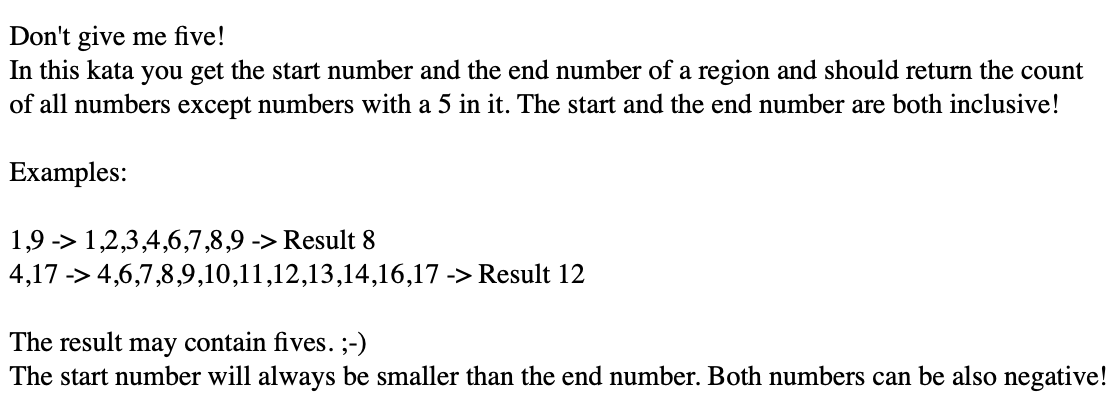 Don't give me five!
In this kata you get the start number and the end number of a region and should return the count
of all numbers except numbers with a 5 in it. The start and the end number are both inclusive!
Examples:
1,9 -> 1,2,3,4,6,7,8,9 -> Result 8
4,17 -> 4,6,7,8,9,10,11,12,13,14,16,17 -> Result 12
The result may contain fives. ;-)
The start number will always be smaller than the end number. Both numbers can be also negative!